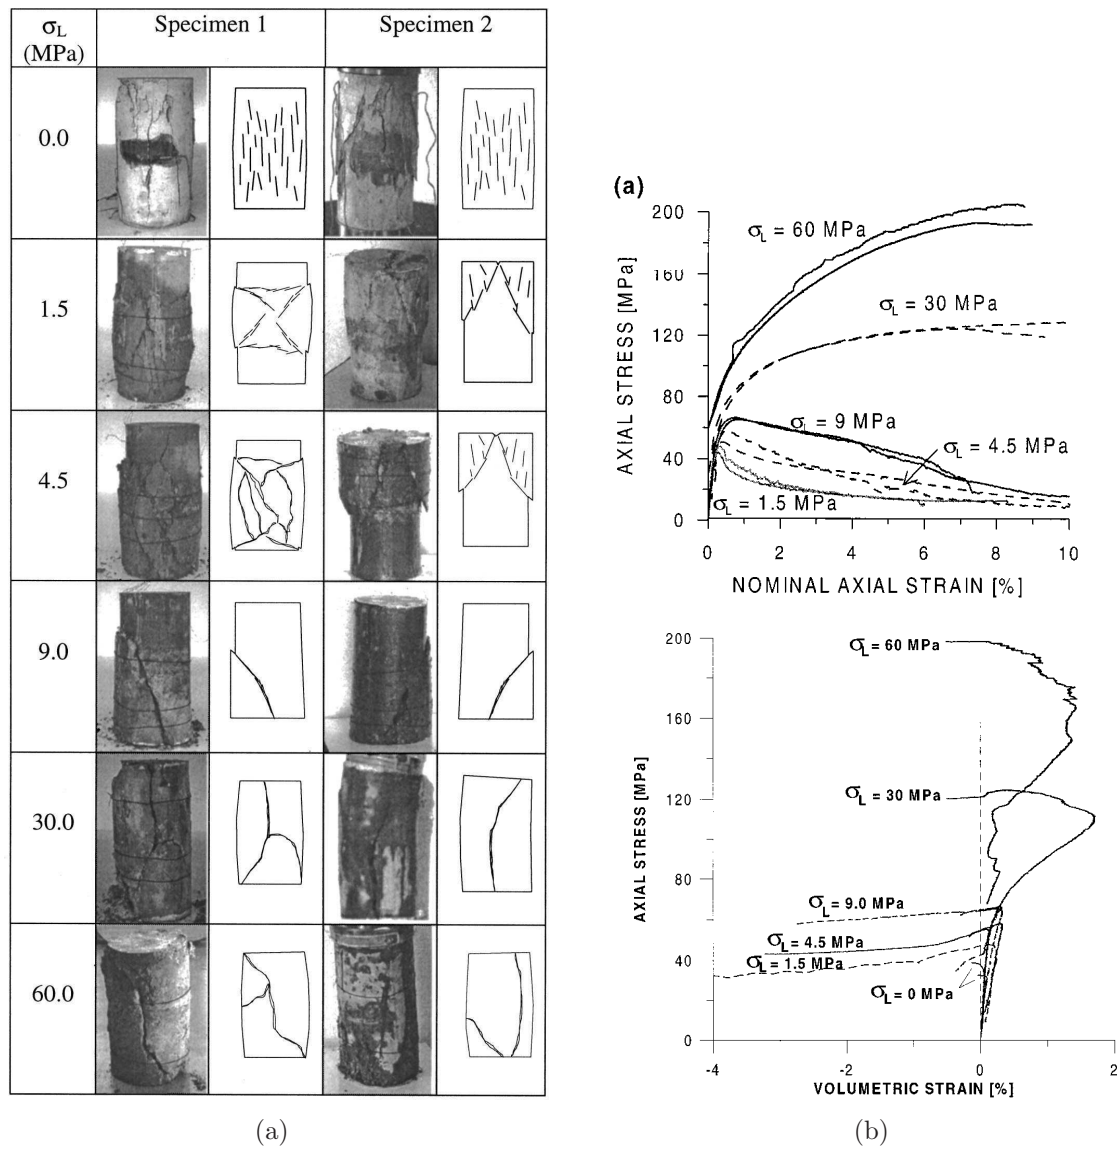 σL (MPa) Specimen 1 Specimen 2
0.0
1.5
4.5
9.0
30.0
60.0
(a)
(a)
200
160
120
80
40
0
AXIAL STRESS [MPa]
σL = 60 MPa
σL = 30 MPa
σL = 9 MPa
σL = 4.5 MPa
σL = 1.5 MPa
0 2 4 6 8 10
NOMINAL AXIAL STRAIN [%]
200
160
120
80
40
0
AXIAL STRESS [MPa]
σL = 60 MPa
σL = 30 MPa
σL = 9.0 MPa
σL = 4.5 MPa
σL = 1.5 MPa
σL = 0 MPa
-4 -2 0 2
VOLUMETRIC STRAIN [%]
(b)